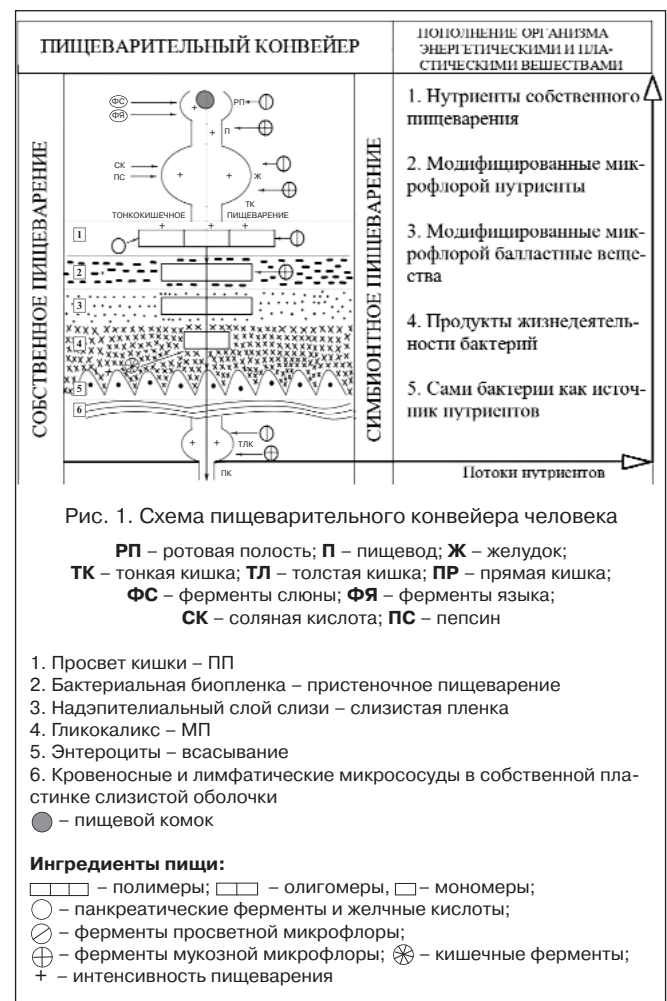 ПИЩЕВАРИТЕЛЬНЫЙ КОНВЕЙЕР
ПОПОЛНЕНИЕ ОРГАНИЗМА
ЭНЕРГЕТИЧЕСКИМИ И ПЛА-
СТИЧЕСКИМИ ВЕЩЕСТВАМИ
СОБСТВЕННОЕ ПИЩЕВАРЕНИЕ
ФС
ФЯ
РП
П
СК
ПС
Ж
ТК
ТОНКОКИШЕЧНОЕ ПИЩЕВАРЕНИЕ
1
2
3
4
5
6
ТЛК
ПК
СИМБИОНТНОЕ ПИЩЕВАРЕНИЕ
1. Нутриенты собственного
пищеварения
2. Модифицированные мик-
рофлорой нутриенты
3. Модифицированные мик-
рофлорой балластные веще-
ства
4. Продукты жизнедеятель-
ности бактерий
5. Сами бактерии как источ-
ник нутриентов
Потоки нутриентов
Рис. 1. Схема пищеварительного конвейера человека
РП – ротовая полость; П – пищевод; Ж – желудок;
ТК – тонкая кишка; ТЛ – толстая кишка; ПР – прямая кишка;
ФС – ферменты слюны; ФЯ – ферменты языка;
СК – соляная кислота; ПС – пепсин
1. Просвет кишки – ПП
2. Бактериальная биопленка – пристеночное пищеварение
3. Надэпителиальный слой слизи – слизистая пленка
4. Гликокаликс – МП
5. Энтероциты – всасывание
6. Кровеносные и лимфатические микрососуды в собственной пла-
стинке слизистой оболочки
– пищевой комок
Ингредиенты пищи:
– полимеры; – олигомеры, – мономеры;
– панкреатические ферменты и желчные кислоты;
– ферменты просветной микрофлоры;
– ферменты мукозной микрофлоры; – кишечные ферменты;
+ – интенсивность пищеварения